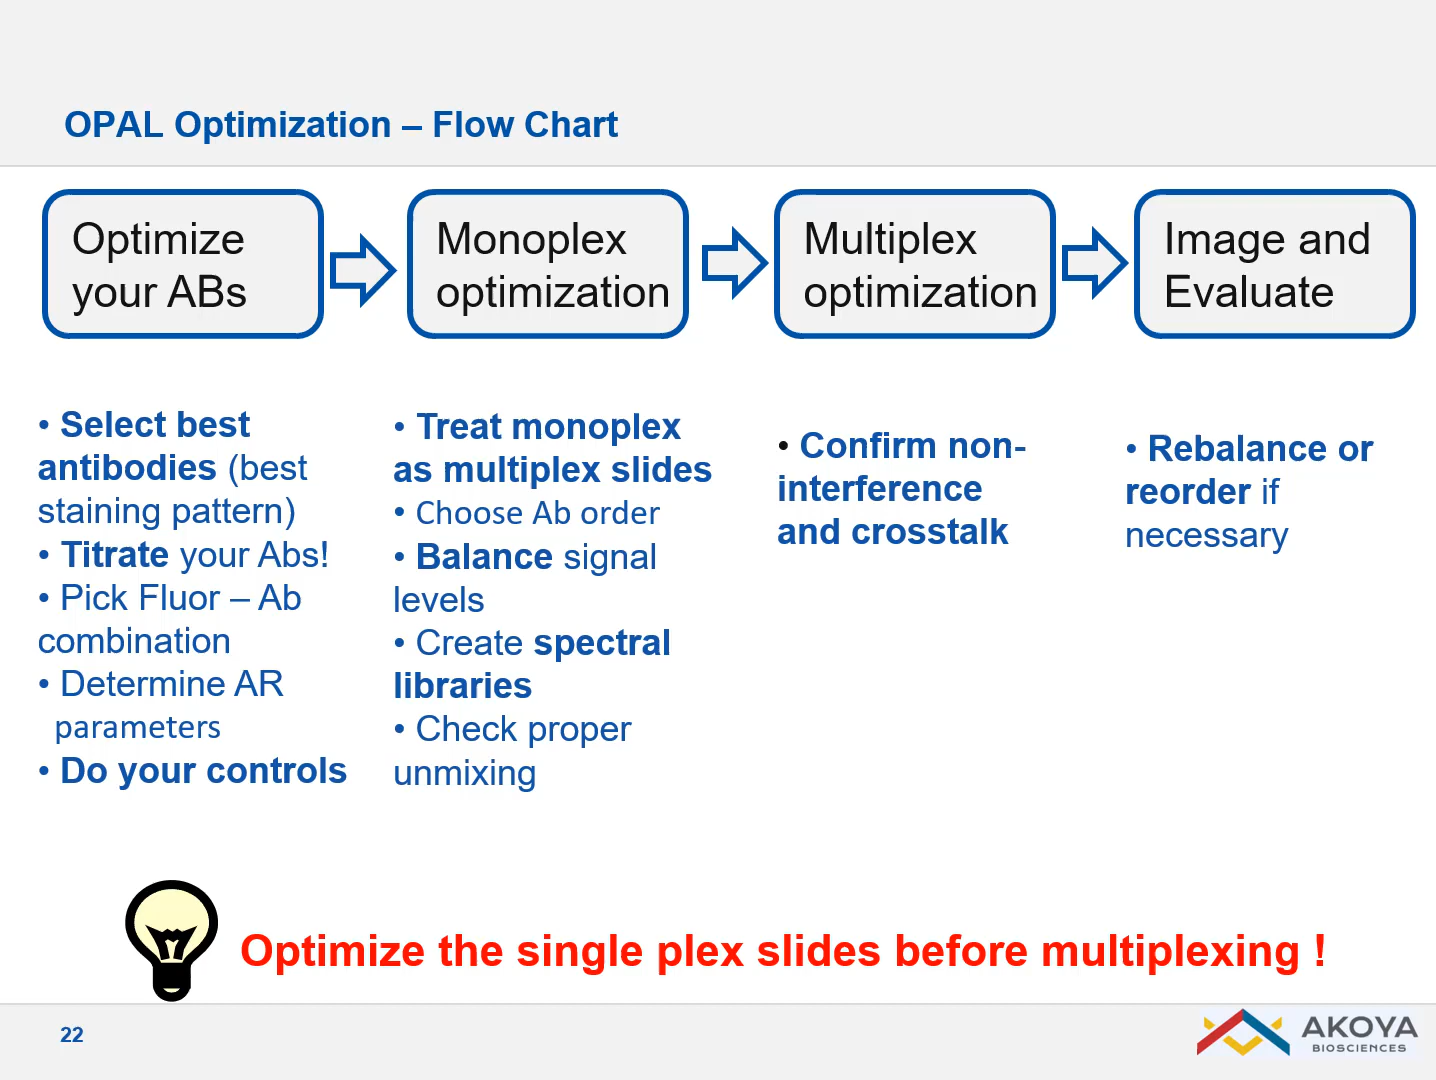 OPAL Optimization – Flow Chart
Optimize
your ABs
Monoplex
optimization
Multiplex
optimization
Image and
Evaluate
• Select best
antibodies (best
staining pattern)
• Titrate your Abs!
• Pick Fluor – Ab
combination
• Determine AR
parameters
• Do your controls
• Treat monoplex
as multiplex slides
• Choose Ab order
• Balance signal
levels
• Create spectral
libraries
• Check proper
unmixing
• Confirm non-
interference
and crosstalk
• Rebalance or
reorder if
necessary
Optimize the single plex slides before multiplexing !
22
AKOYA
BIOSCIENCES